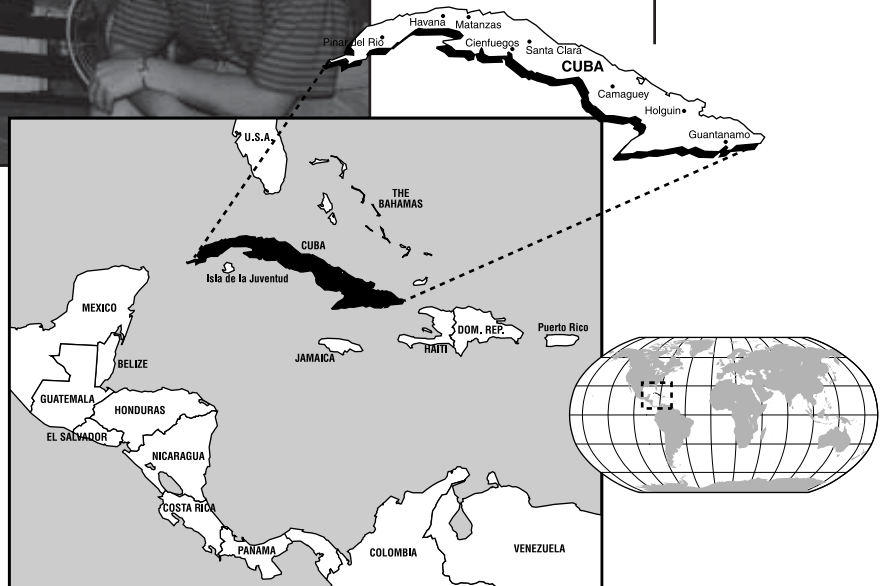 Havana
Matanzas
Pinar del Rio
Cienfuegos
Santa Clara
CUBA
Camaguey
Holguin
Guantanamo
U.S.A.
THE
BAHAMAS
CUBA
Isla de la Juventud
MEXICO
DOM. REP.
Puerto Rico
HAITI
JAMAICA
BELIZE
GUATEMALA
HONDURAS
EL SALVADOR
NICARAGUA
COSTA RICA
PANAMA
COLOMBIA
VENEZUELA